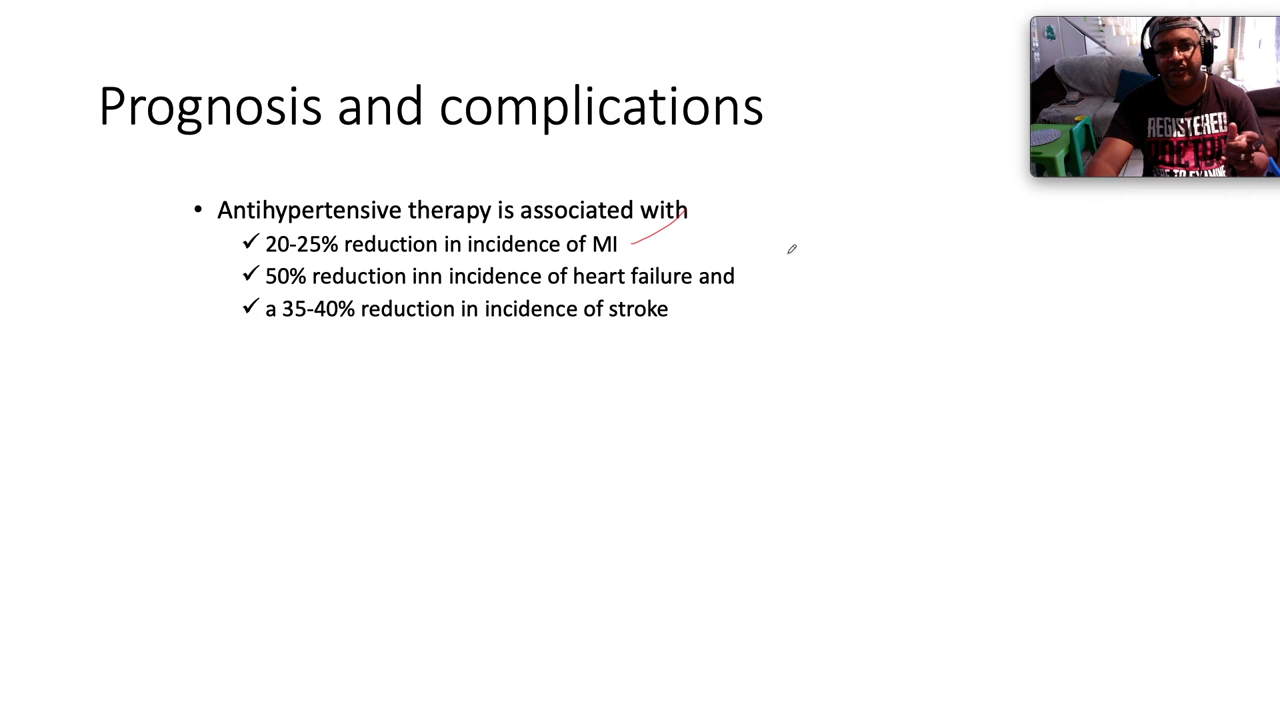 Prognosis and complications
• Antihypertensive therapy is associated with
✓ 20-25% reduction in incidence of MI
✓ 50% reduction inn incidence of heart failure and
✓ a 35-40% reduction in incidence of stroke
REGISTERED